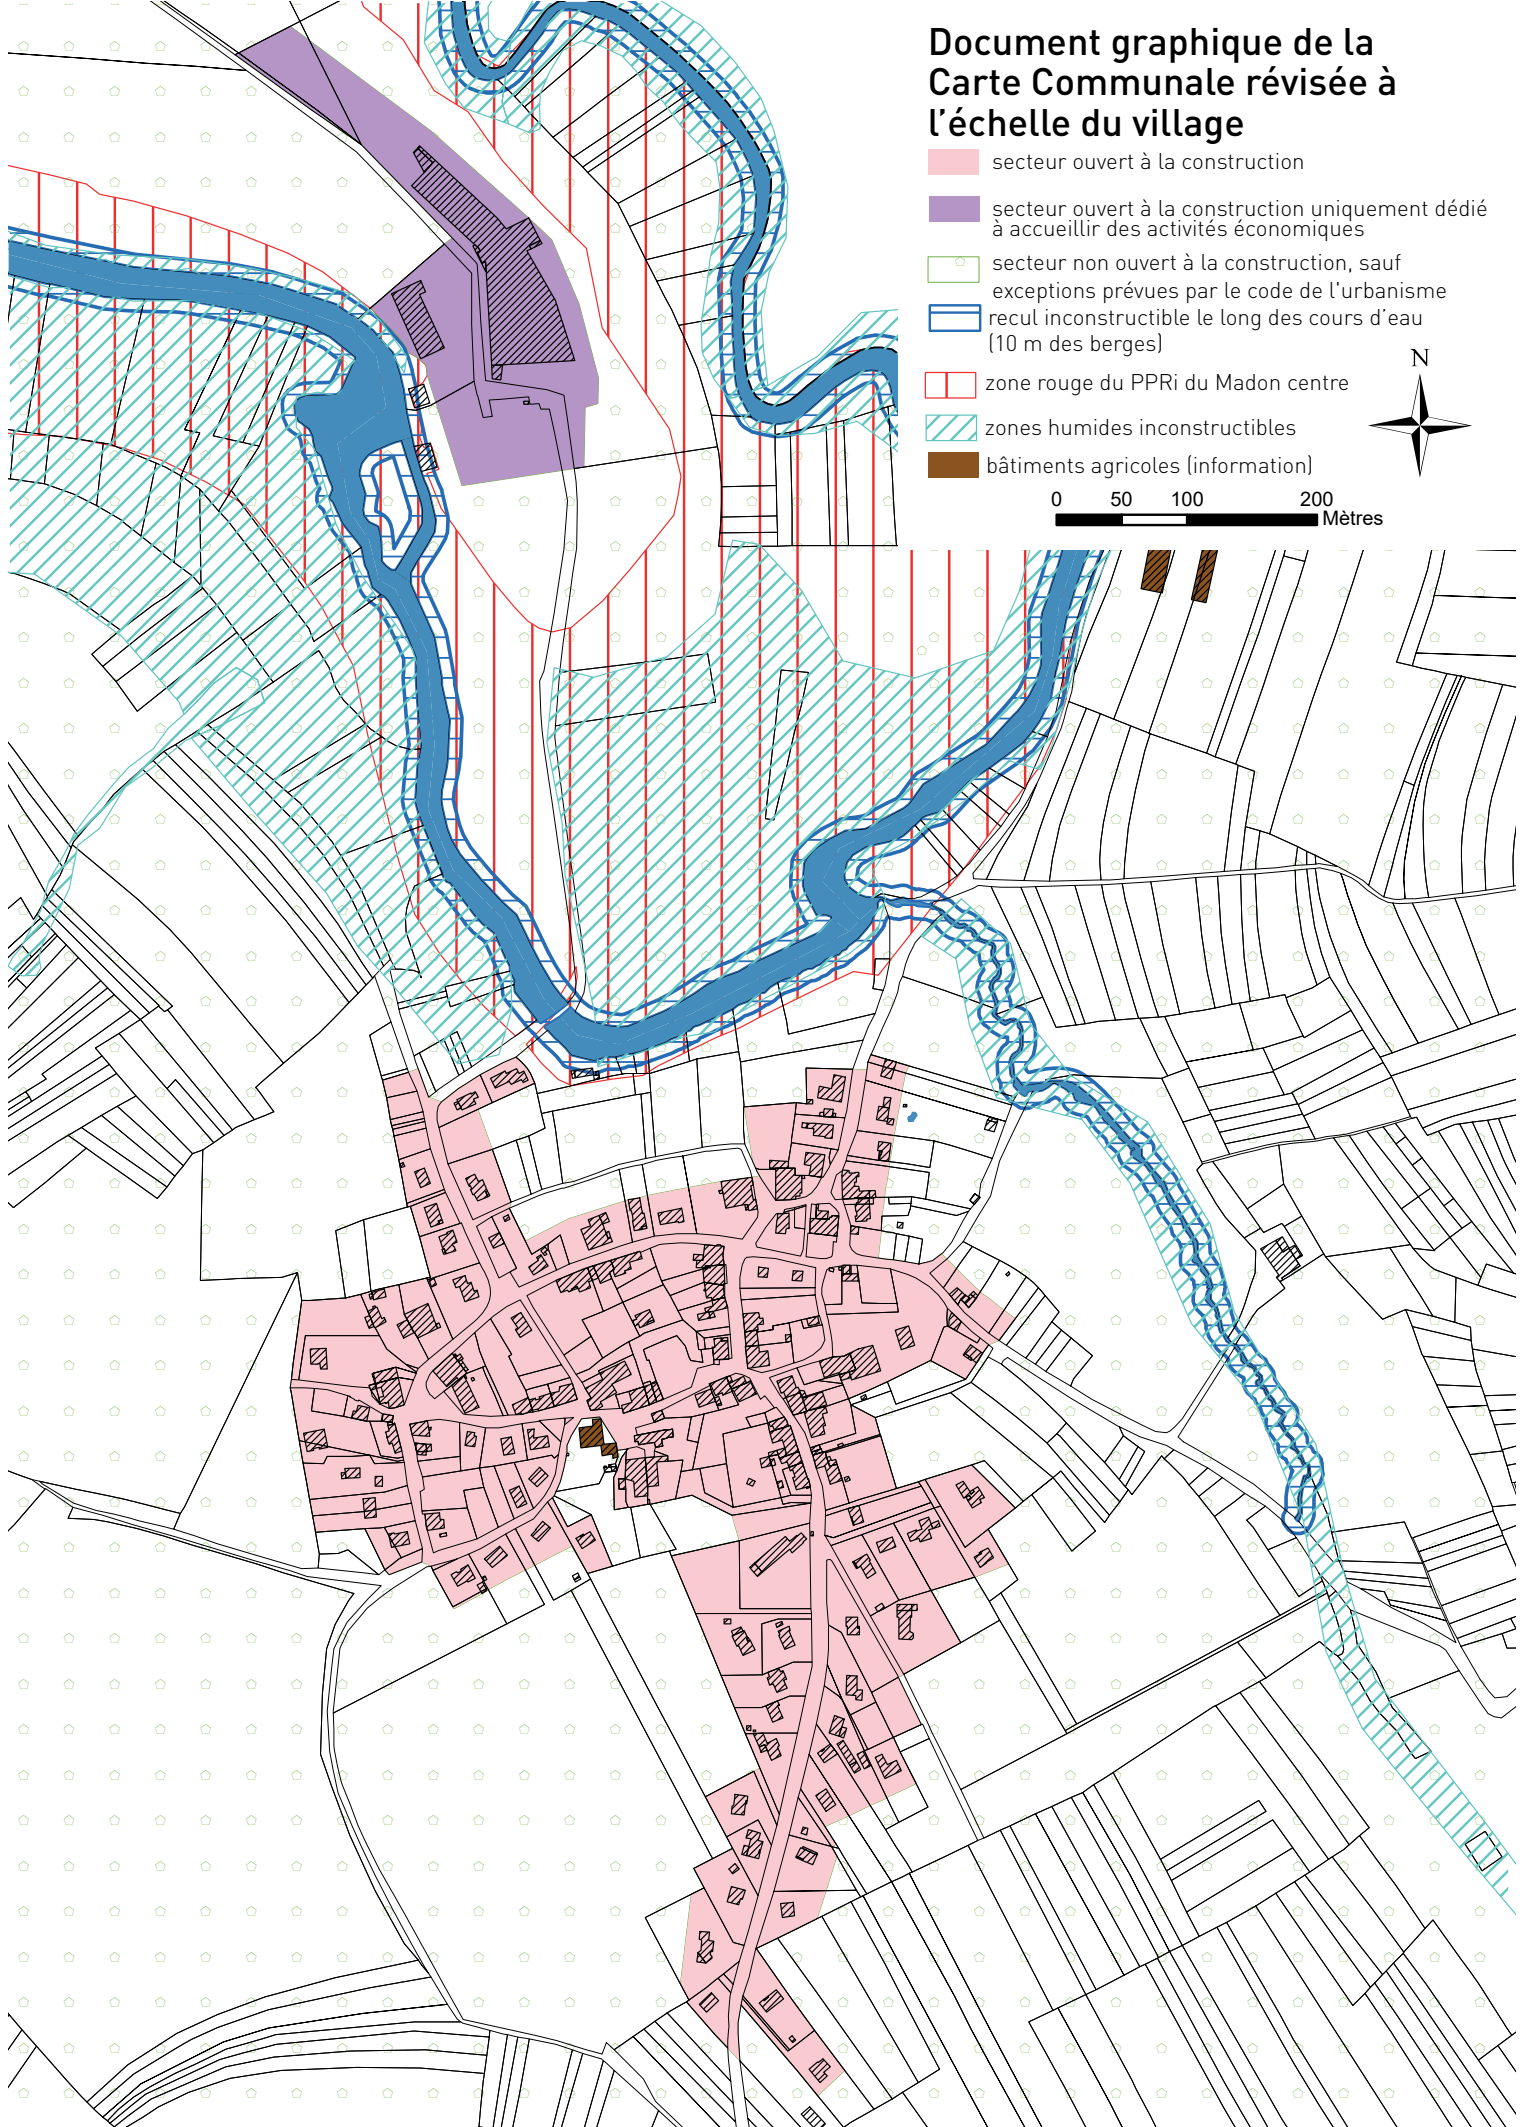 Document graphique de la
Carte Communale révisée à
l'échelle du village
secteur ouvert à la construction
secteur ouvert à la construction uniquement dédié
à accueillir des activités économiques
secteur non ouvert à la construction, sauf
exceptions prévues par le code de l'urbanisme
recul inconstructible le long des cours d'eau
(10 m des berges)
N
zone rouge du PPRi du Madon centre
zones humides inconstructibles
bâtiments agricoles (information)
0 50 100 200
Mètres